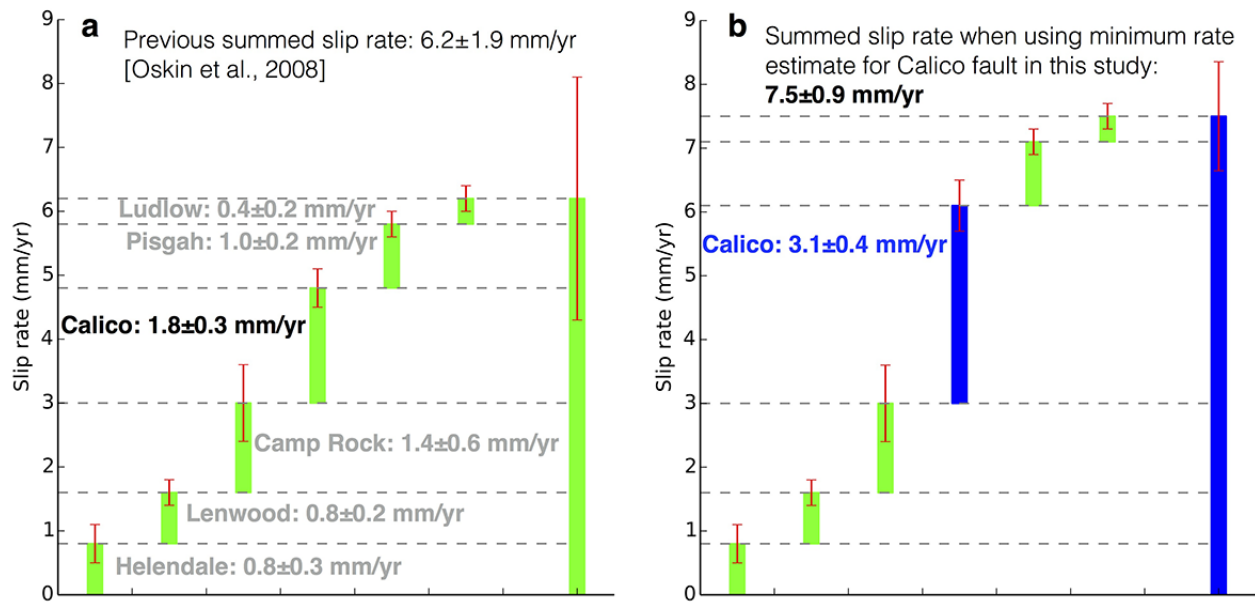 a
Previous summed slip rate: 6.2±1.9 mm/yr
[Oskin et al., 2008]
Slip rate (mm/yr)
9
8
7
6
5
4
3
2
1
0
Ludlow: 0.4±0.2 mm/yr
Pisgah: 1.0±0.2 mm/yr
Calico: 1.8±0.3 mm/yr
Camp Rock: 1.4±0.6 mm/yr
Lenwood: 0.8±0.2 mm/yr
Helendale: 0.8±0.3 mm/yr
b
Summed slip rate when using minimum rate
estimate for Calico fault in this study:
7.5±0.9 mm/yr
Slip rate (mm/yr)
9
8
7
6
5
4
3
2
1
0
Calico: 3.1±0.4 mm/yr